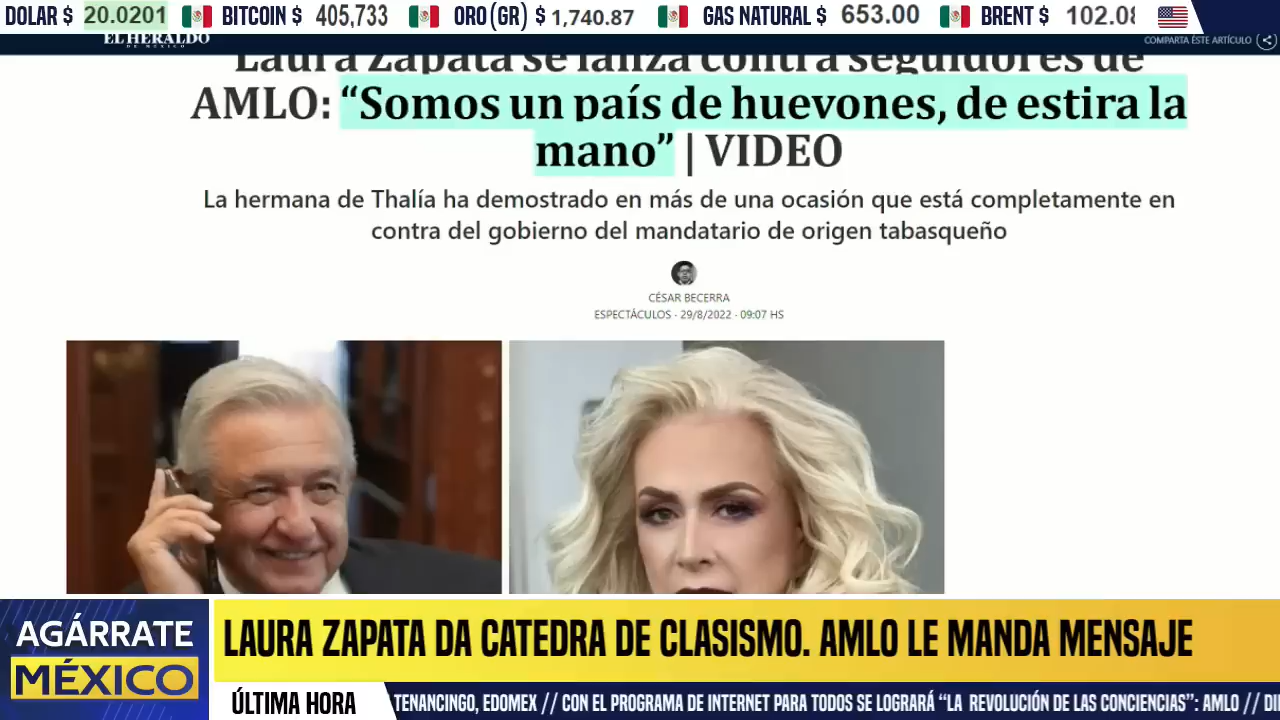 DOLAR $ 20.0201 BITCOIN $ 405,733 ORO(GR) $ 1,740.87 GAS NATURAL $ 653.00 BRENT $ 102.08
EL HERALDO
DE MÉXICO
COMPARTA ÉSTE ARTÍCULO
Laura Zapata se lanza contra seguidores de
AMLO: “Somos un país de huevones, de estira la
mano” | VIDEO
La hermana de Thalía ha demostrado en más de una ocasión que está completamente en
contra del gobierno del mandatario de origen tabasqueño
CÉSAR BECERRA
ESPECTÁCULOS - 29/8/2022 - 09:07 HS
AGÁRRATE
MÉXICO
LAURA ZAPATA DA CATEDRA DE CLASISMO. AMLO LE MANDA MENSAJE
ÚLTIMA HORA
TENANCINGO, EDOMEX // CON EL PROGRAMA DE INTERNET PARA TODOS SE LOGRARÁ “LA REVOLUCIÓN DE LAS CONCIENCIAS”: AMLO // DI